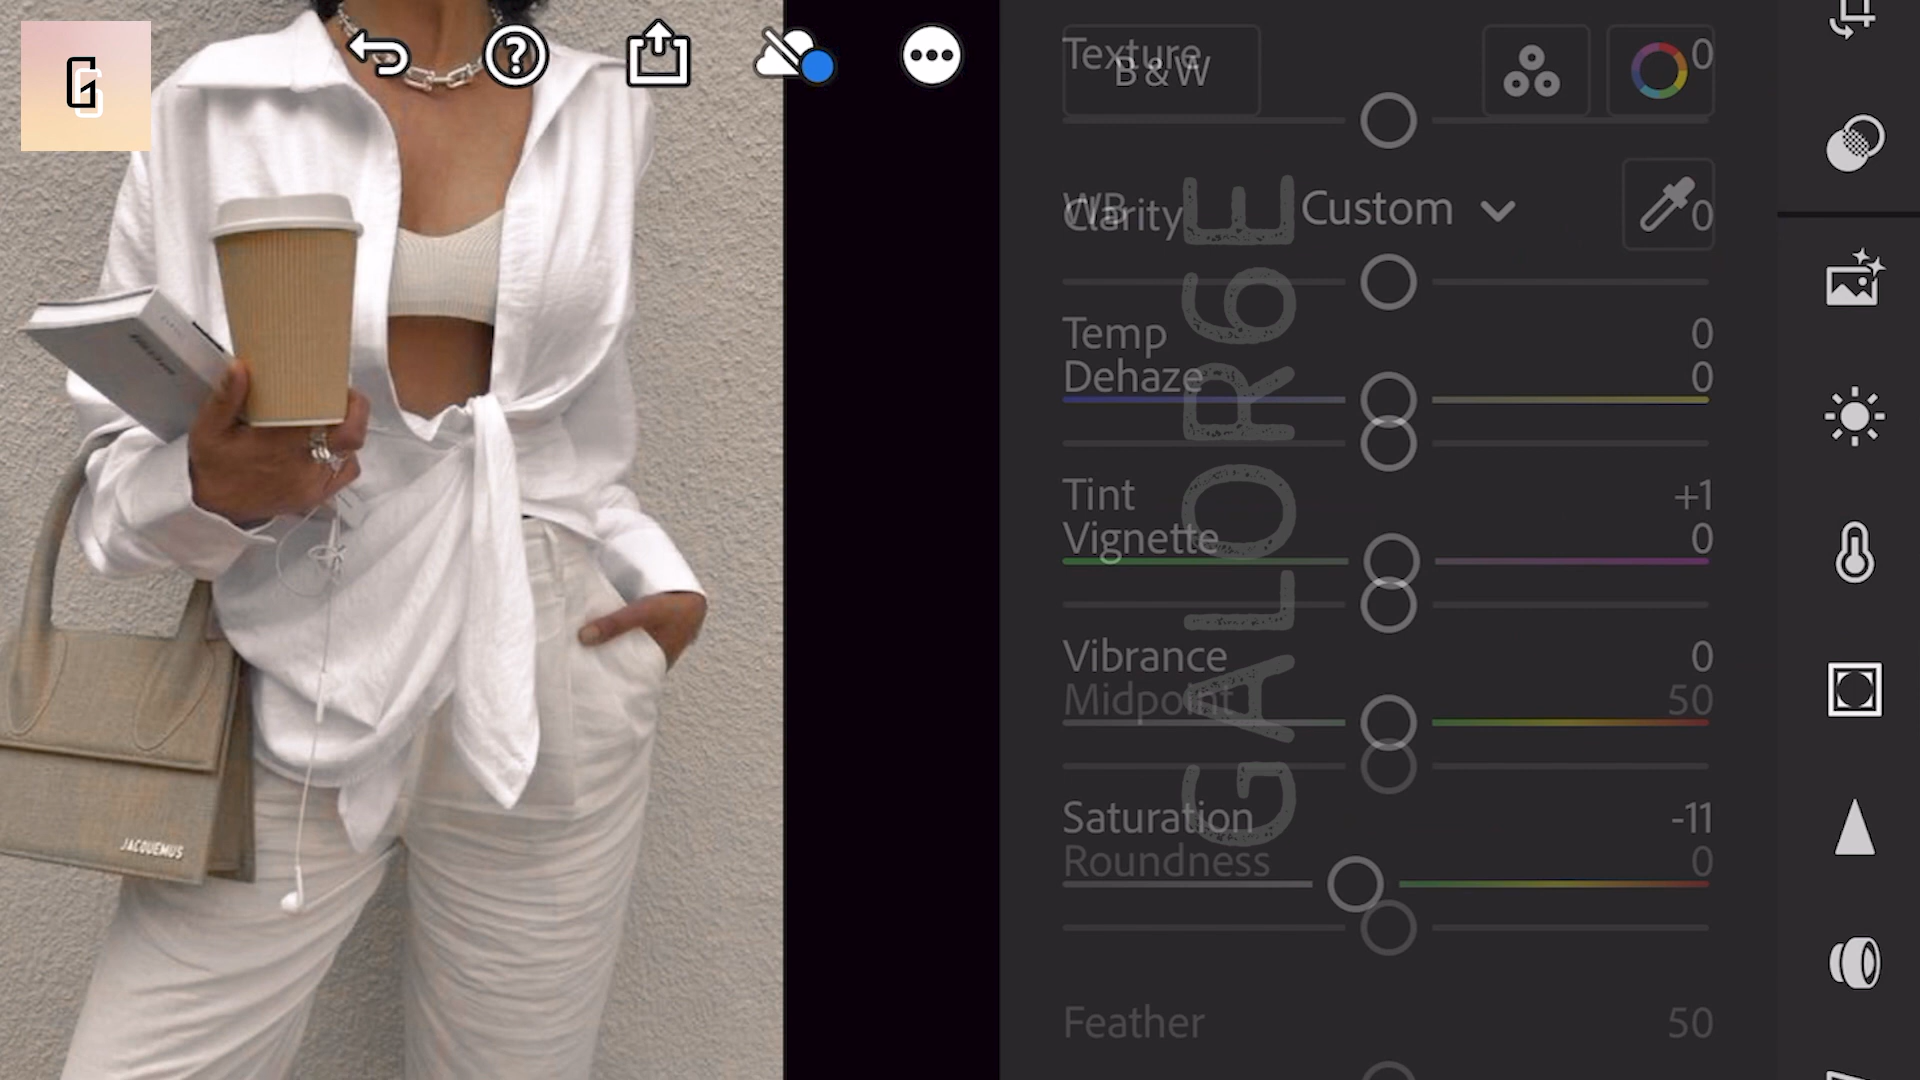 Texture 0
B&W
Clarity 0
WB Custom
Temp 0
Dehaze 0
Tint +1
Vignette 0
Vibrance 0
Midpoint 50
Saturation -11
Roundness 0
Feather 50
GALOR6E
G
JACQUEMUS